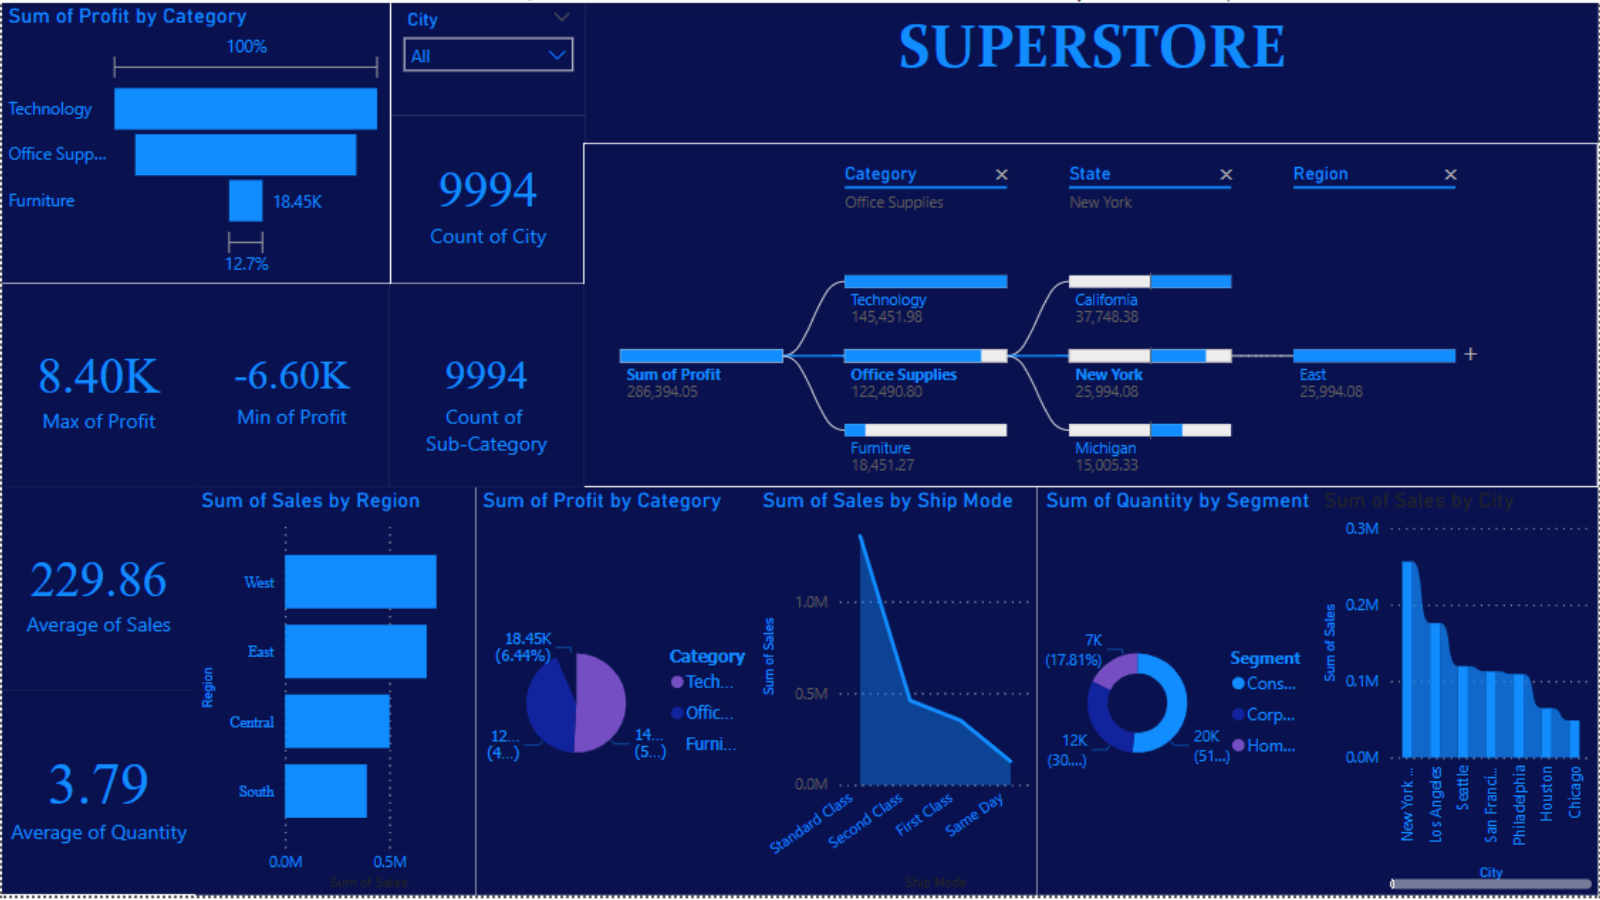 Sum of Profit by Category
100%
Technology
Office Supp...
Furniture
18.45K
12.7%
City
All
9994
Count of City
SUPERSTORE
Category
Office Supplies
State
New York
Region
Technology
145,451.98
California
37,748.38
Sum of Profit
286,394.05
Office Supplies
122,490.80
New York
25,994.08
East
25,994.08
Furniture
18,451.27
Michigan
15,005.33
8.40K
Max of Profit
-6.60K
Min of Profit
9994
Count of
Sub-Category
229.86
Average of Sales
3.79
Average of Quantity
Sum of Sales by Region
Region
West
East
Central
South
0.0M
0.5M
Sum of Sales
Sum of Profit by Category
18.45K
(6.44%)
12...
(4...)
14...
(5...)
Category
Tech...
Offic...
Furni...
Sum of Sales by Ship Mode
Sum of Sales
1.0M
0.5M
0.0M
Standard Class
Second Class
First Class
Same Day
Ship Mode
Sum of Quantity by Segment
7K
(17.81%)
12K
(30....)
20K
(51...)
Segment
Cons...
Corp...
Hom...
Sum of Sales by City
Sum of Sales
0.3M
0.2M
0.1M
0.0M
New York ...
Los Angeles
Seattle
San Franci...
Philadelphia
Houston
Chicago
City